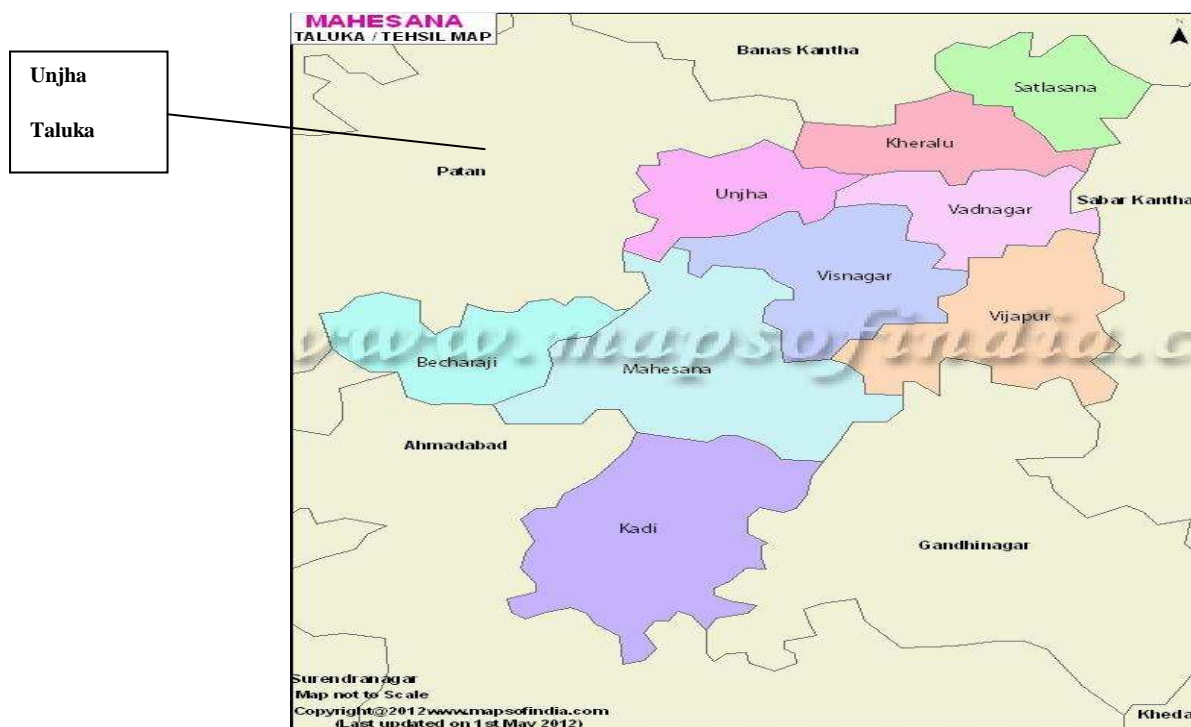 Unjha
Taluka
MAHESANA
TALUKA / TEHSIL MAP
N
Banas Kantha
Satlasana
Kheralu
Patan
Unjha
Vadnagar
Sabar Kantha
Visnagar
Vijapur
www.mapsofindia.c
Becharaji
Mahesana
Ahmadabad
Kadi
Gandhinagar
Surendranagar
Map not to Scale
Copyright@2012www.mapsofindia.com
(Last updated on 1st May 2012)
Kheda